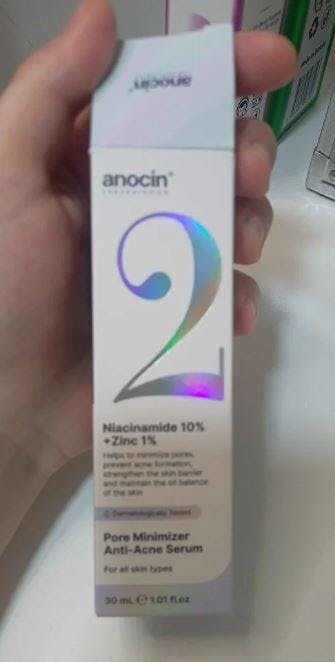 anocin®
anocin®
LABORATORIES
2
Niacinamide 10%
+Zinc 1%
Helps to minimize pores,
prevent acne formation,
strengthen the skin barrier
and maintain the oil balance
of the skin
Dermatologically Tested
Pore Minimizer
Anti-Acne Serum
For all skin types
30 mL ℮ 1.01 fl.oz